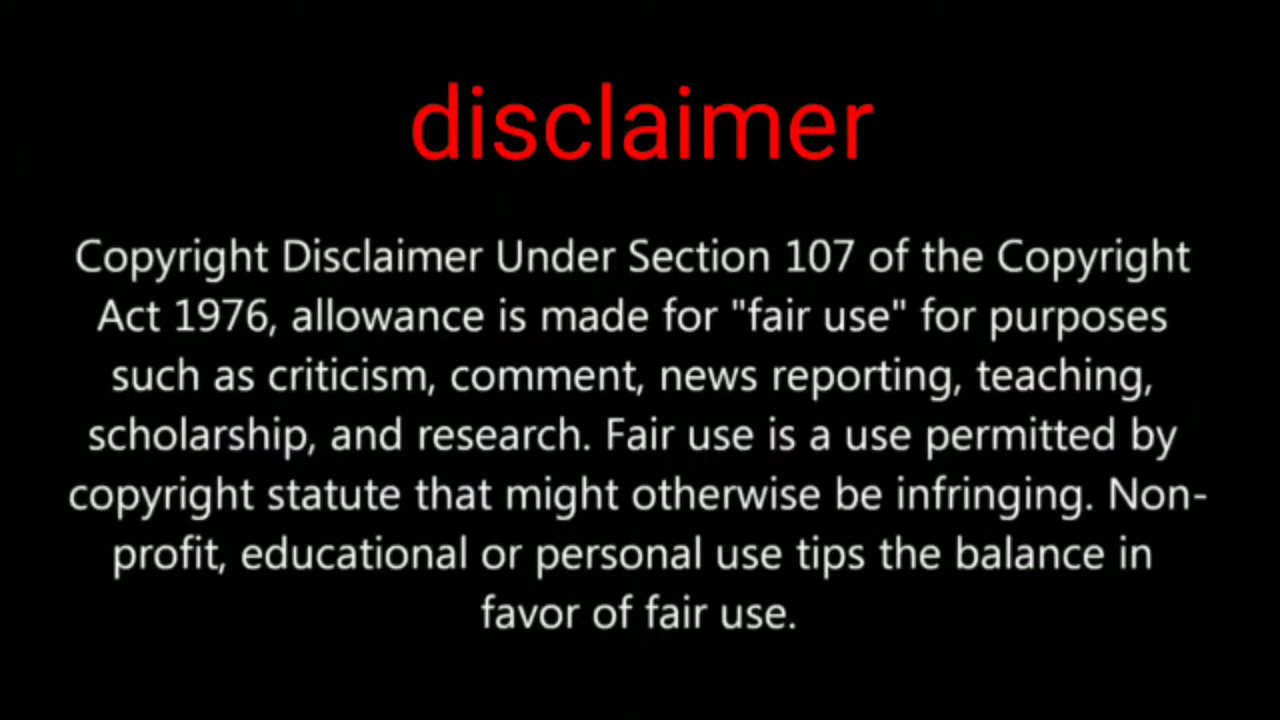 disclaimer
Copyright Disclaimer Under Section 107 of the Copyright
Act 1976, allowance is made for "fair use" for purposes
such as criticism, comment, news reporting, teaching,
scholarship, and research. Fair use is a use permitted by
copyright statute that might otherwise be infringing. Non-
profit, educational or personal use tips the balance in
favor of fair use.